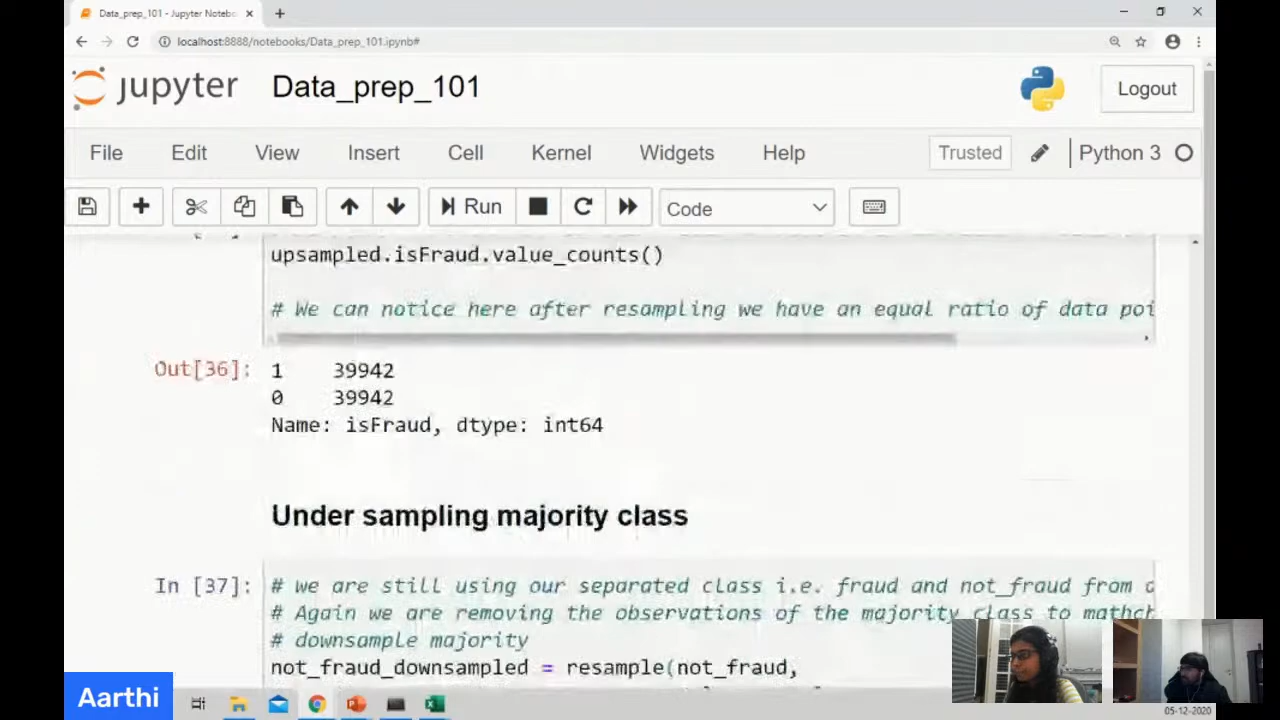 Data_prep_101 - Jupyter Notebo
localhost:8888/notebooks/Data_prep_101.ipynb#
jupyter Data_prep_101
Logout
File Edit View Insert Cell Kernel Widgets Help Trusted Python 3
Run Code
upsampled.isFraud.value_counts()
# We can notice here after resampling we have an equal ratio of data poi
Out[36]: 1 39942
0 39942
Name: isFraud, dtype: int64
Under sampling majority class
In [37]: # we are still using our separated class i.e. fraud and not_fraud from
# Again we are removing the observations of the majority class to mathch
# downsample majority
not_fraud_downsampled = resample(not_fraud,
Aarthi
05-12-2020